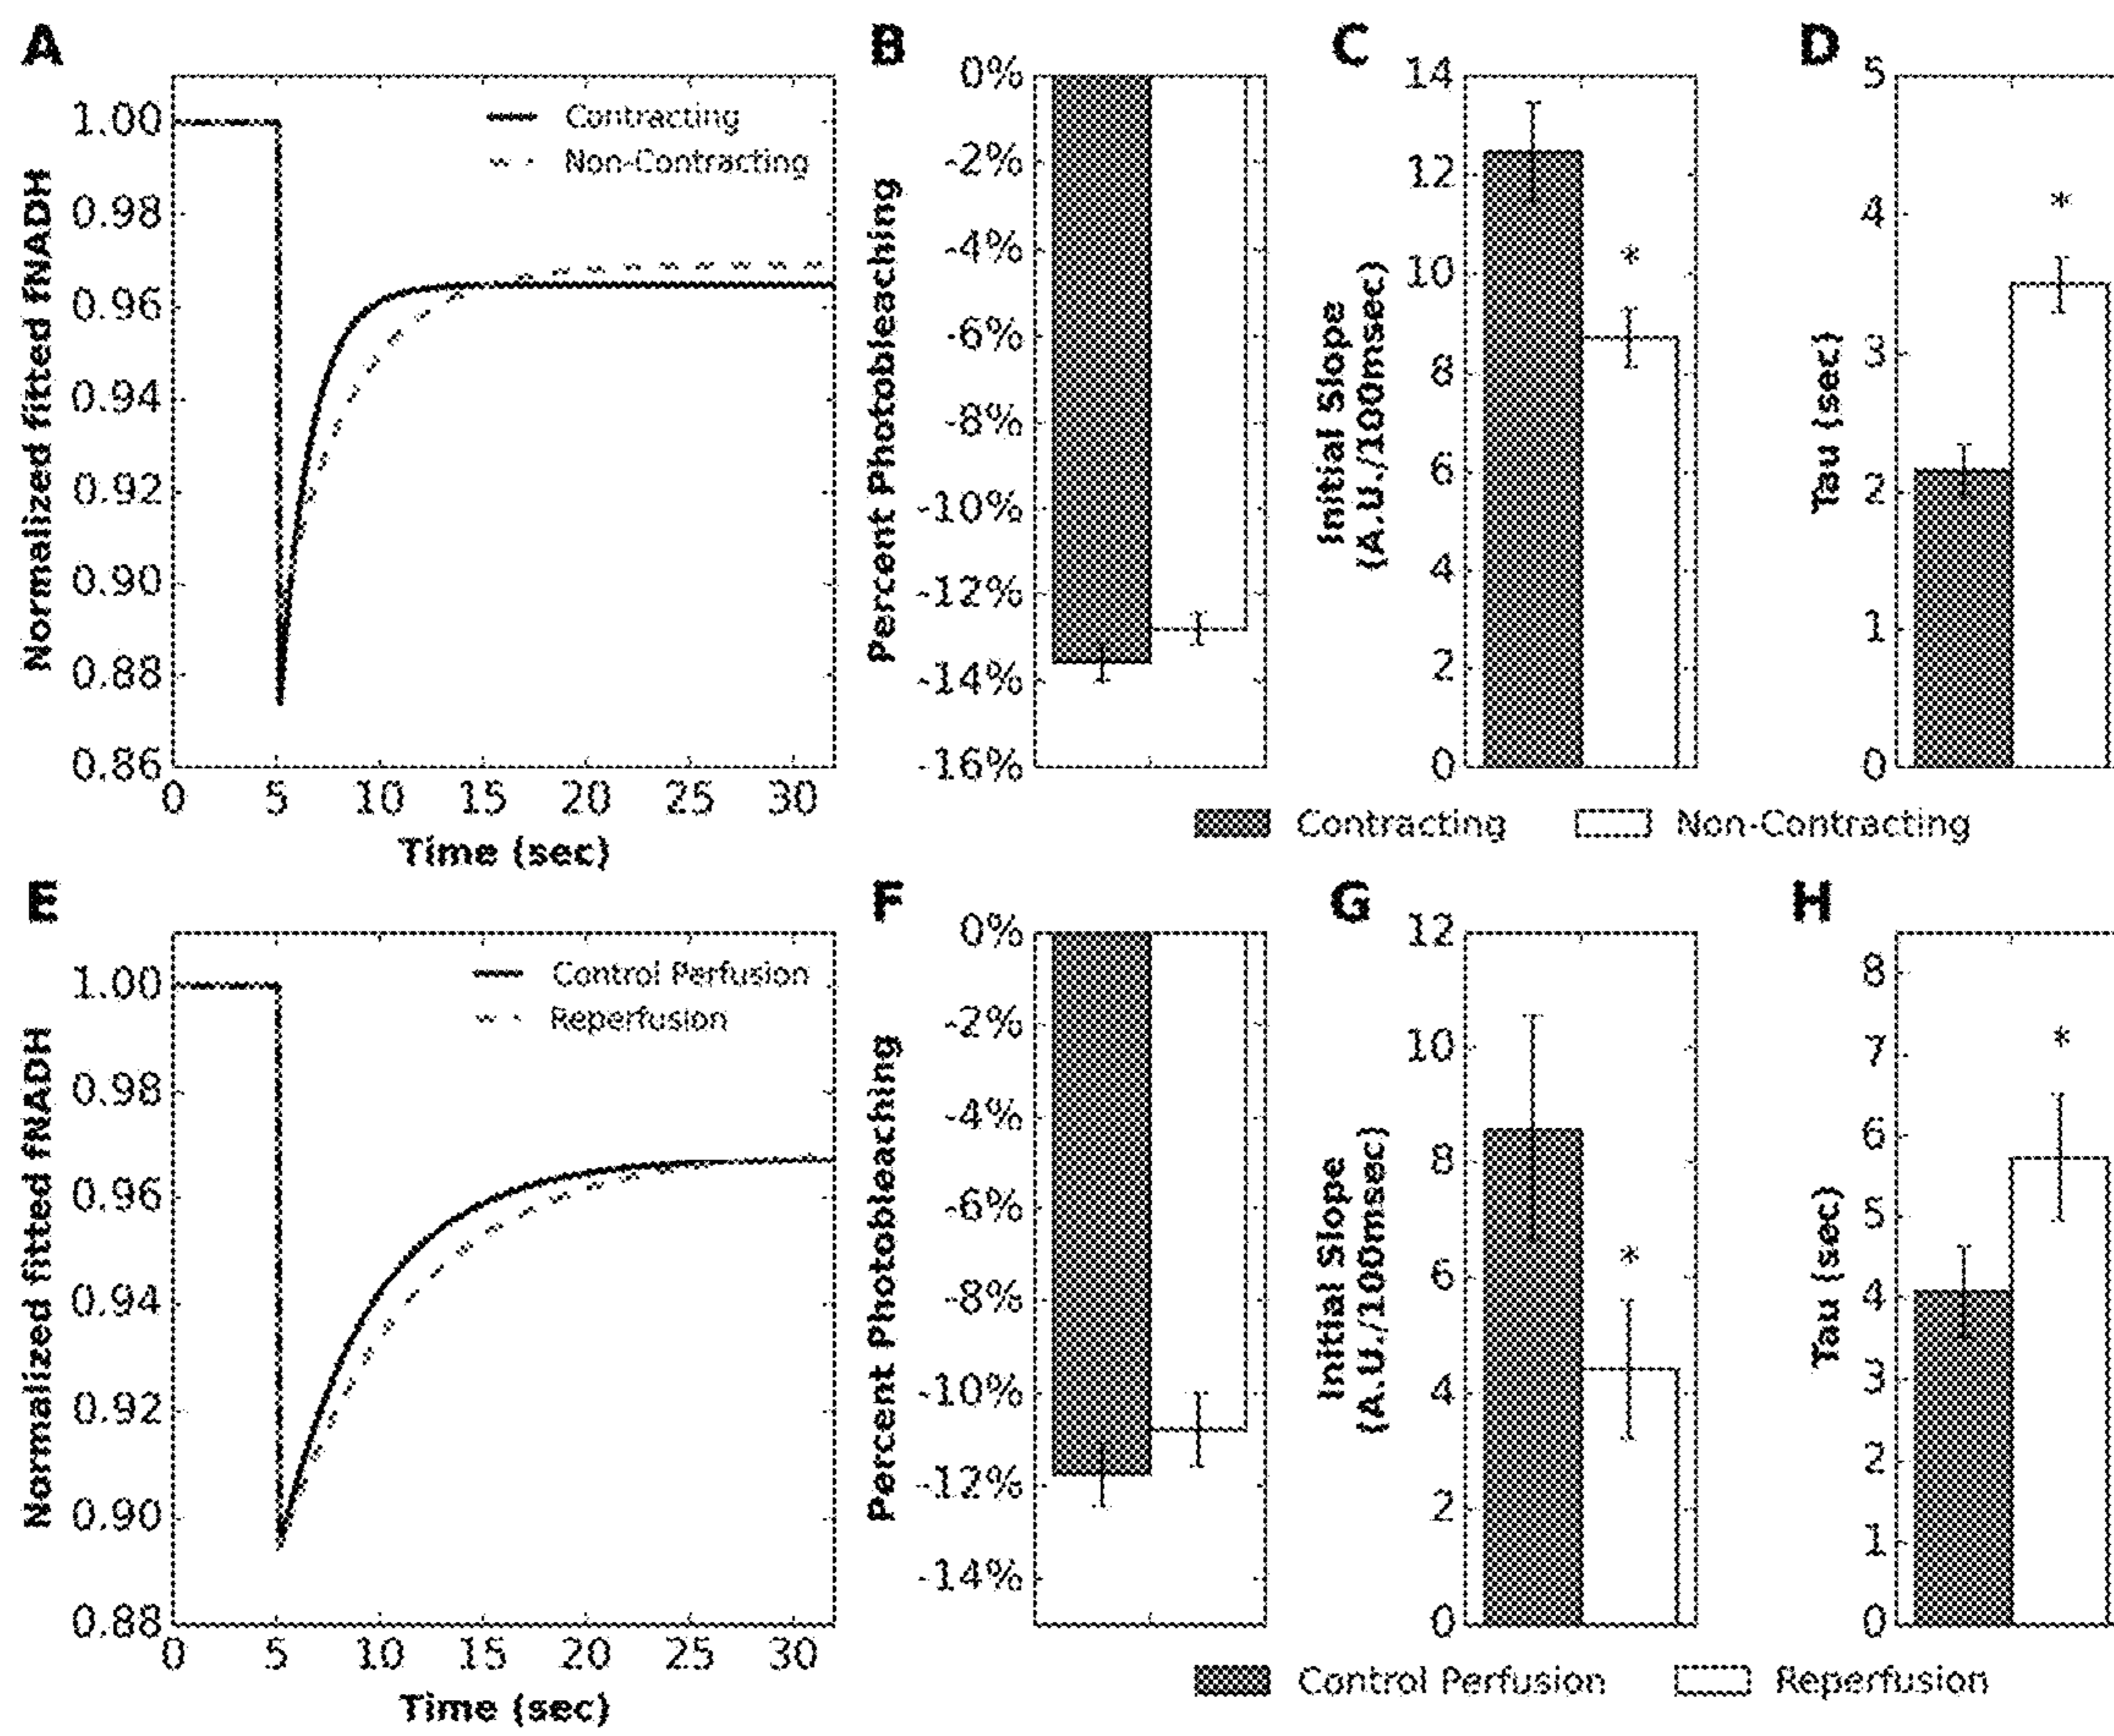 A
Normalized fitted fNADH
1.00
0.98
0.96
0.94
0.92
0.90
0.88
0.86
Contracting
Non-Contracting
0 5 10 15 20 25 30
Time (sec)
B
Percent Photobleaching
0%
-2%
-4%
-6%
-8%
-10%
-12%
-14%
-16%
C
Initial Slope
(A.U./100msec)
14
12
10
8
6
4
2
0
*
D
Tau (sec)
5
4
3
2
1
0
*
Contracting Non-Contracting
E
Normalized fitted fNADH
1.00
0.98
0.96
0.94
0.92
0.90
0.88
Control Perfusion
Reperfusion
0 5 10 15 20 25 30
Time (sec)
F
Percent Photobleaching
0%
-2%
-4%
-6%
-8%
-10%
-12%
-14%
G
Initial Slope
(A.U./100msec)
12
10
8
6
4
2
0
*
H
Tau (sec)
8
7
6
5
4
3
2
1
0
*
Control Perfusion Reperfusion